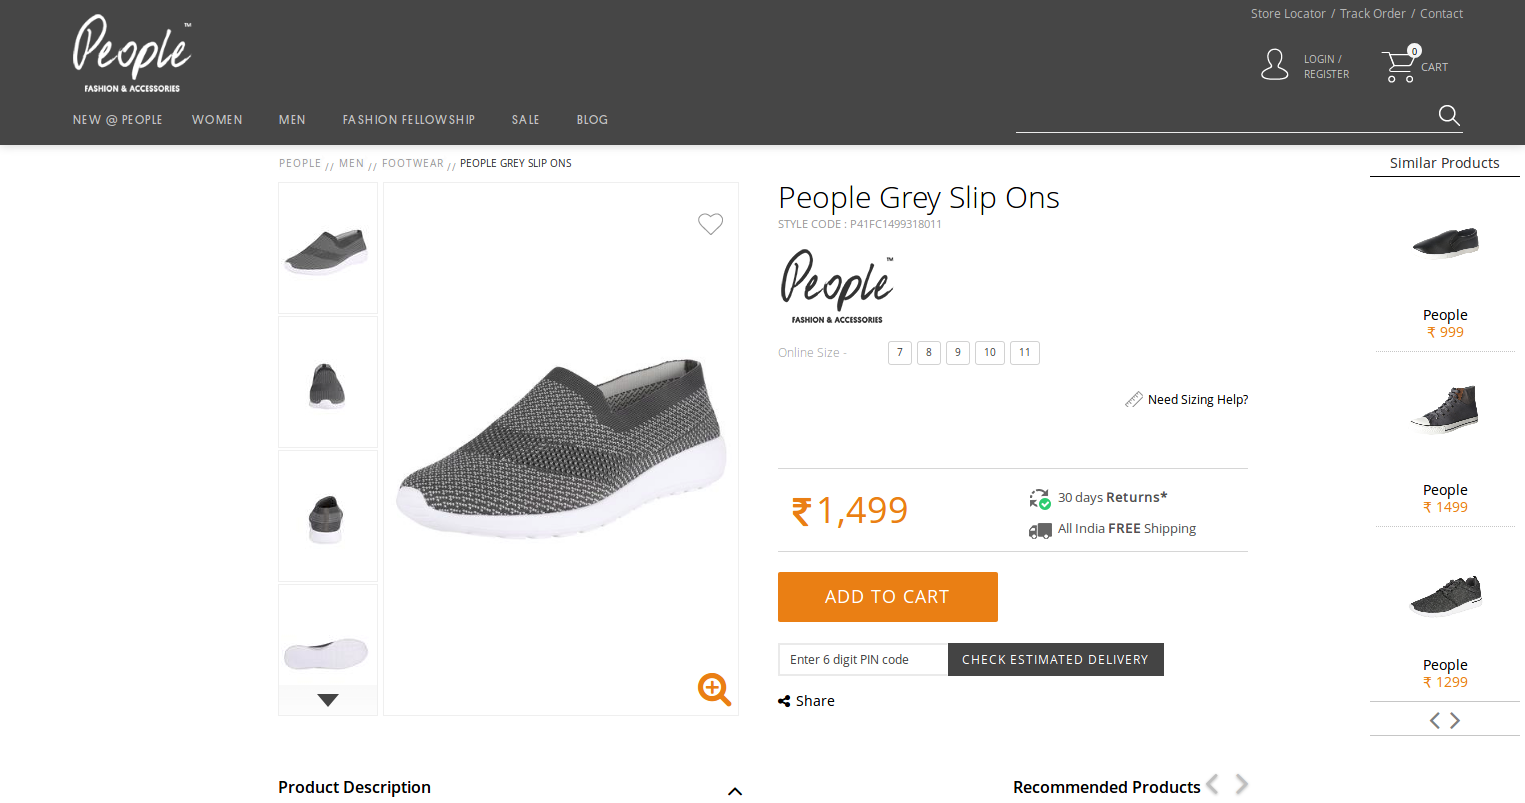 People™
FASHION & ACCESSORIES
Store Locator / Track Order / Contact
LOGIN /
REGISTER
0
CART
NEW @ PEOPLE WOMEN MEN FASHION FELLOWSHIP SALE BLOG
PEOPLE // MEN // FOOTWEAR // PEOPLE GREY SLIP ONS
People Grey Slip Ons
STYLE CODE : P41FC1499318011
People™
FASHION & ACCESSORIES
Online Size - 7 8 9 10 11
Need Sizing Help?
₹1,499
30 days Returns*
All India FREE Shipping
ADD TO CART
Enter 6 digit PIN code CHECK ESTIMATED DELIVERY
Share
Similar Products
People
₹ 999
People
₹ 1499
People
₹ 1299
Product Description
Recommended Products